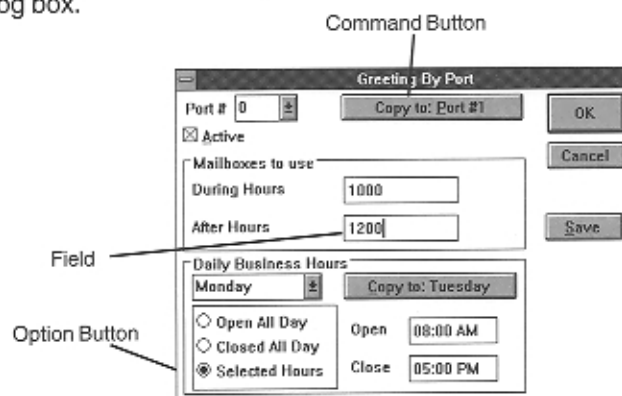 og box.
Command Button
Greeting By Port
Port # 0
Copy to: Port #1
OK
Active
Cancel
Mailboxes to use
During Hours 1000
After Hours 1200
Save
Field
Daily Business Hours
Monday
Copy to: Tuesday
Option Button
Open All Day
Open 08:00 AM
Closed All Day
Selected Hours
Close 05:00 PM